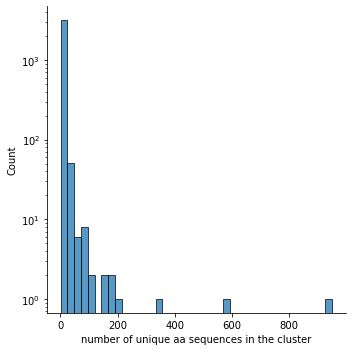 10³
10²
10¹
10⁰
Count
0 200 400 600 800
number of unique aa sequences in the cluster